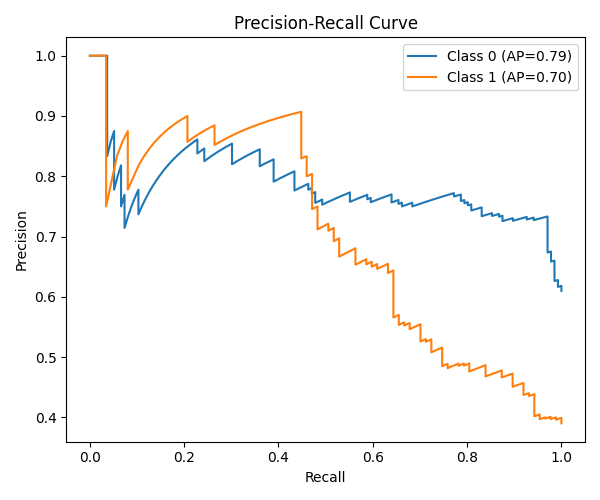 Precision-Recall Curve
Class 0 (AP=0.79)
Class 1 (AP=0.70)
Precision
1.0
0.9
0.8
0.7
0.6
0.5
0.4
0.0 0.2 0.4 0.6 0.8 1.0
Recall